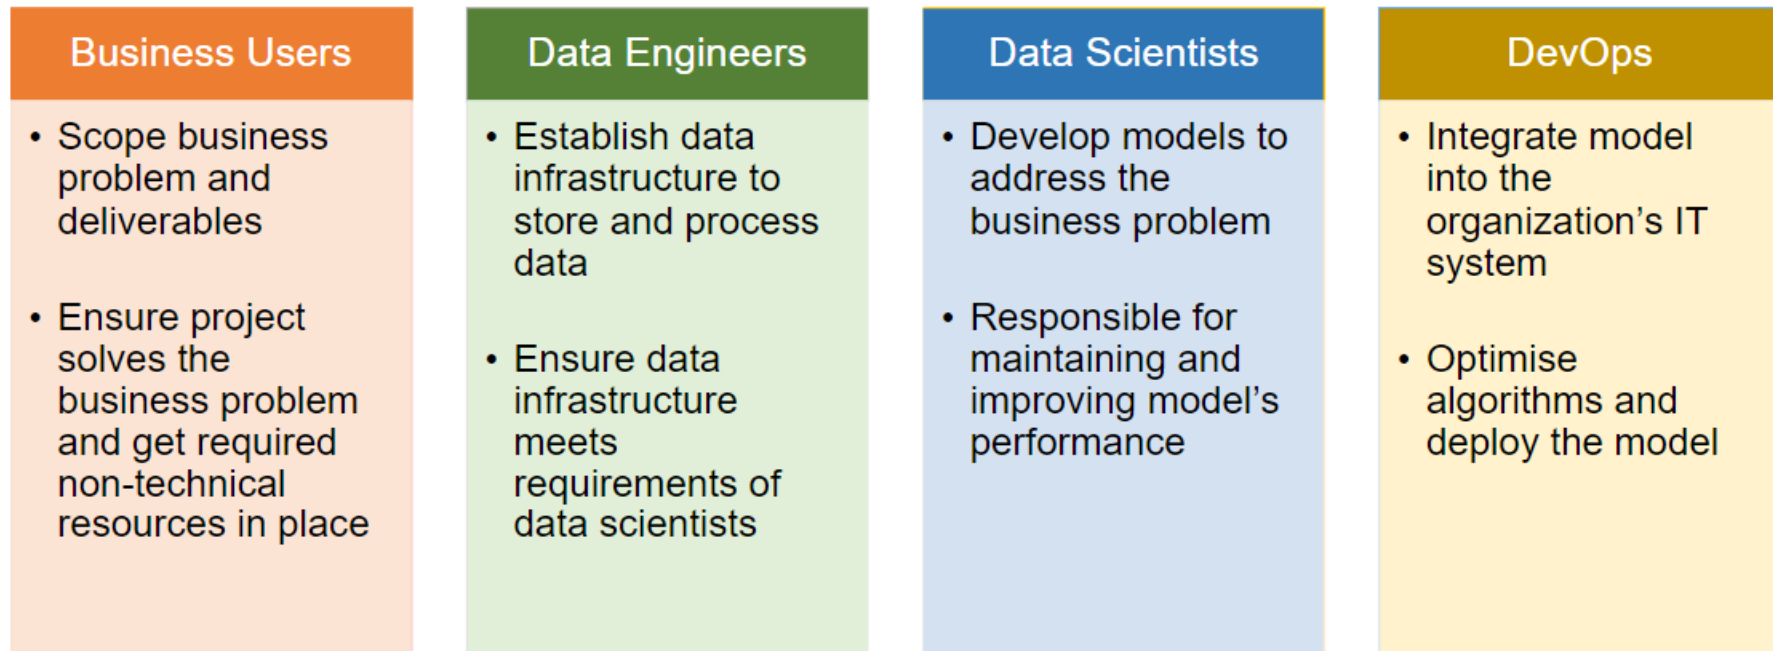 Business Users
• Scope business
problem and
deliverables
• Ensure project
solves the
business problem
and get required
non-technical
resources in place
Data Engineers
• Establish data
infrastructure to
store and process
data
• Ensure data
infrastructure
meets
requirements of
data scientists
Data Scientists
• Develop models to
address the
business problem
• Responsible for
maintaining and
improving model’s
performance
DevOps
• Integrate model
into the
organization’s IT
system
• Optimise
algorithms and
deploy the model